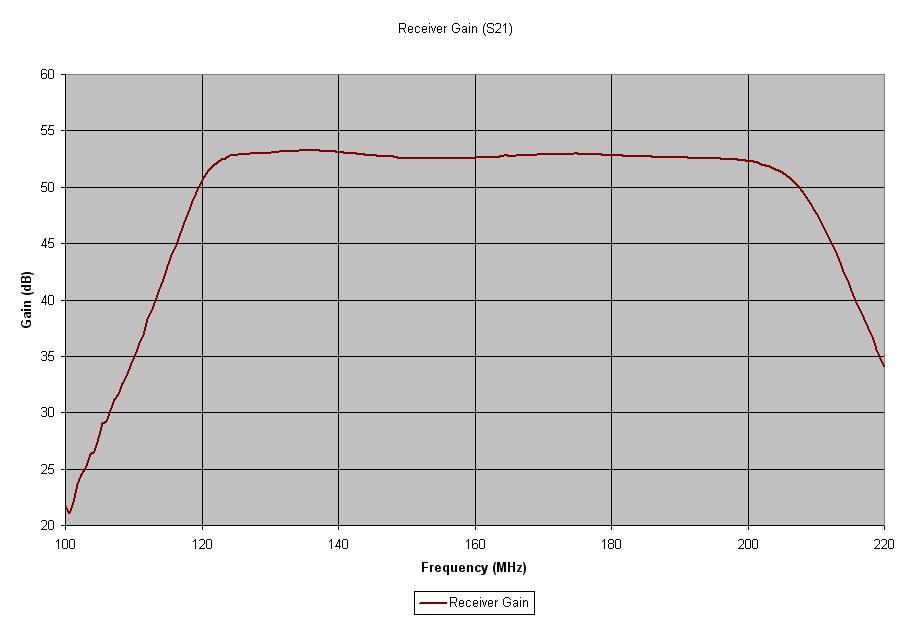 Receiver Gain (S21)
60
55
50
45
40
35
30
25
20
Gain (dB)
100 120 140 160 180 200 220
Frequency (MHz)
Receiver Gain